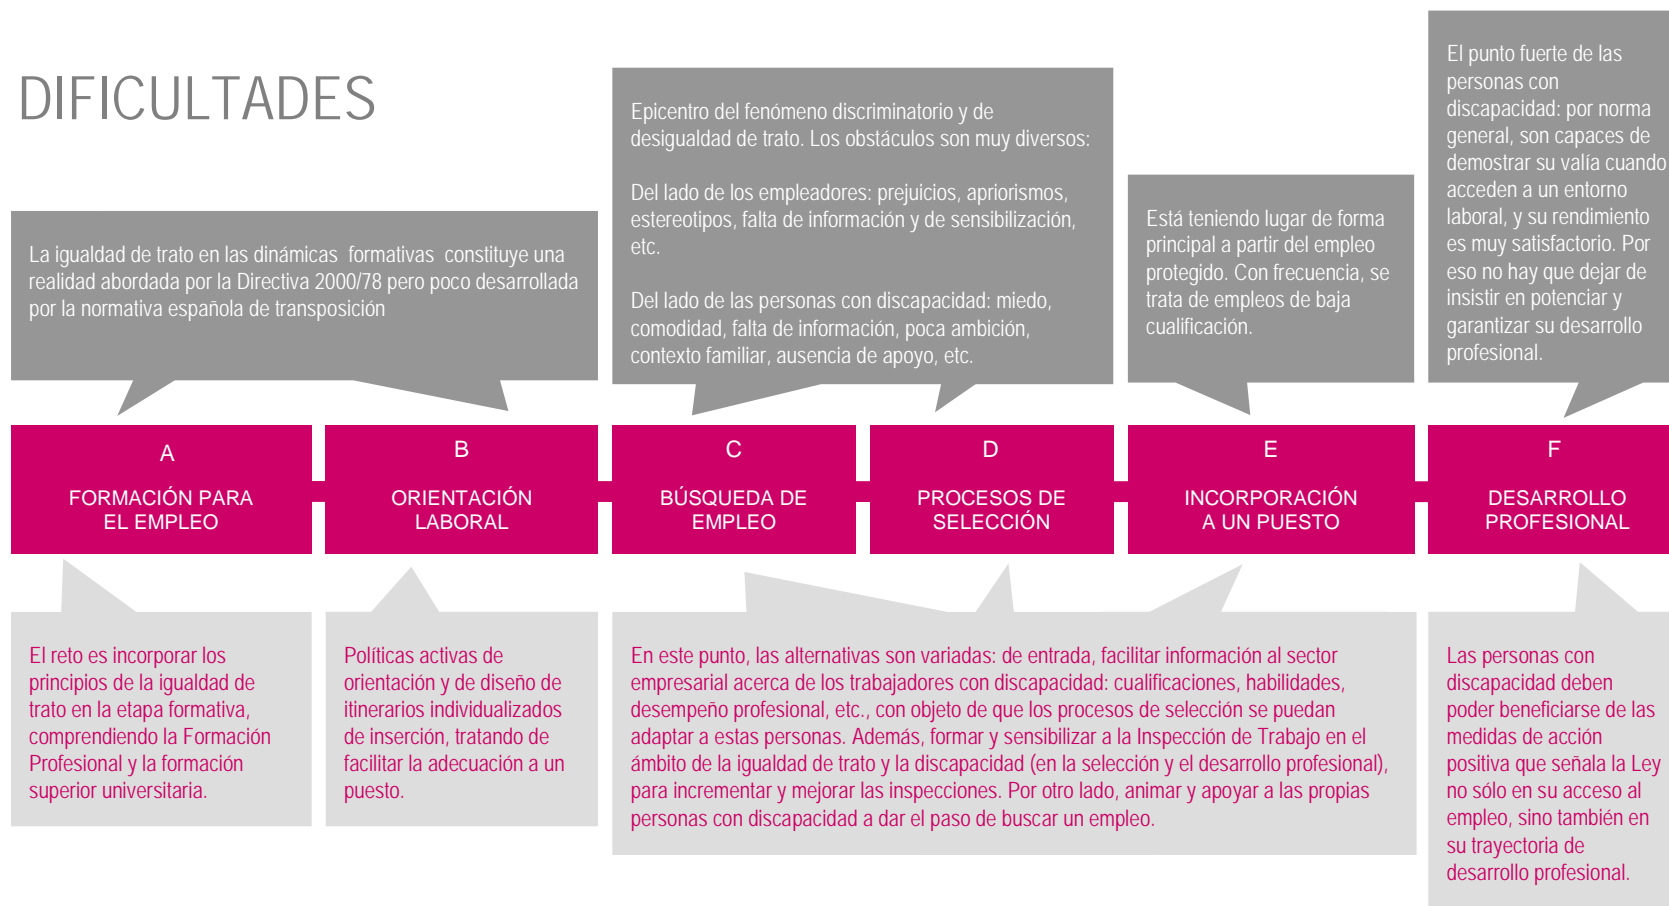 DIFICULTADES
La igualdad de trato en las dinámicas formativas constituye una
realidad abordada por la Directiva 2000/78 pero poco desarrollada
por la normativa española de transposición
Epicentro del fenómeno discriminatorio y de
desigualdad de trato. Los obstáculos son muy diversos:
Del lado de los empleadores: prejuicios, apriorismos,
estereotipos, falta de información y de sensibilización,
etc.
Del lado de las personas con discapacidad: miedo,
comodidad, falta de información, poca ambición,
contexto familiar, ausencia de apoyo, etc.
Está teniendo lugar de forma
principal a partir del empleo
protegido. Con frecuencia, se
trata de empleos de baja
cualificación.
El punto fuerte de las
personas con
discapacidad: por norma
general, son capaces de
demostrar su valía cuando
acceden a un entorno
laboral, y su rendimiento
es muy satisfactorio. Por
eso no hay que dejar de
insistir en potenciar y
garantizar su desarrollo
profesional.
A
FORMACIÓN PARA
EL EMPLEO
B
ORIENTACIÓN
LABORAL
C
BÚSQUEDA DE
EMPLEO
D
PROCESOS DE
SELECCIÓN
E
INCORPORACIÓN
A UN PUESTO
F
DESARROLLO
PROFESIONAL
El reto es incorporar los
principios de la igualdad de
trato en la etapa formativa,
comprendiendo la Formación
Profesional y la formación
superior universitaria.
Políticas activas de
orientación y de diseño de
itinerarios individualizados
de inserción, tratando de
facilitar la adecuación a un
puesto.
En este punto, las alternativas son variadas: de entrada, facilitar información al sector
empresarial acerca de los trabajadores con discapacidad: cualificaciones, habilidades,
desempeño profesional, etc., con objeto de que los procesos de selección se puedan
adaptar a estas personas. Además, formar y sensibilizar a la Inspección de Trabajo en el
ámbito de la igualdad de trato y la discapacidad (en la selección y el desarrollo profesional),
para incrementar y mejorar las inspecciones. Por otro lado, animar y apoyar a las propias
personas con discapacidad a dar el paso de buscar un empleo.
Las personas con
discapacidad deben
poder beneficiarse de las
medidas de acción
positiva que señala la Ley
no sólo en su acceso al
empleo, sino también en
su trayectoria de
desarrollo profesional.